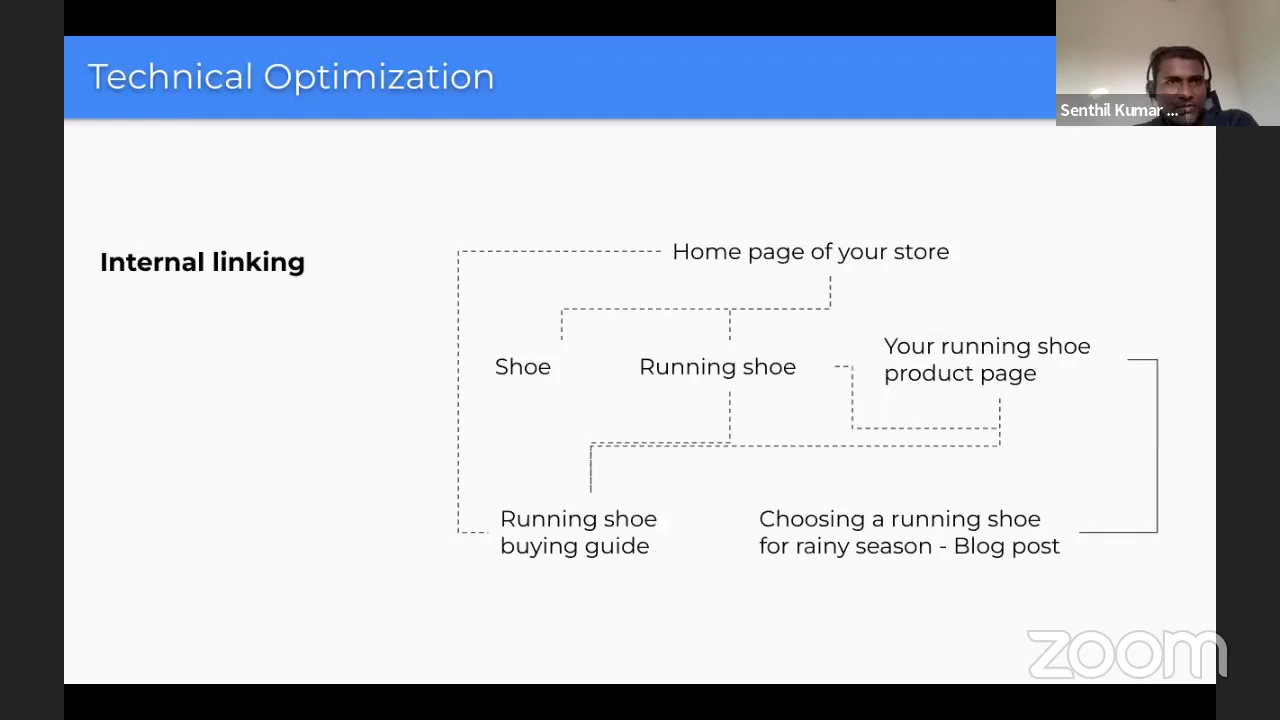 Technical Optimization
Senthil Kumar ...
Internal linking
Home page of your store
Shoe
Running shoe
Your running shoe
product page
Running shoe
buying guide
Choosing a running shoe
for rainy season - Blog post
zoom